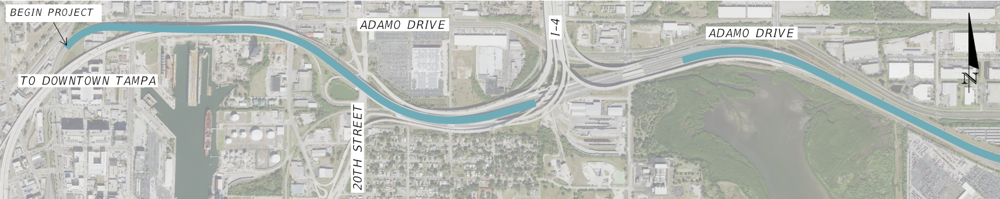 BEGIN PROJECT
ADAMO DRIVE
I-4
ADAMO DRIVE
TO DOWNTOWN TAMPA
20TH STREET
N